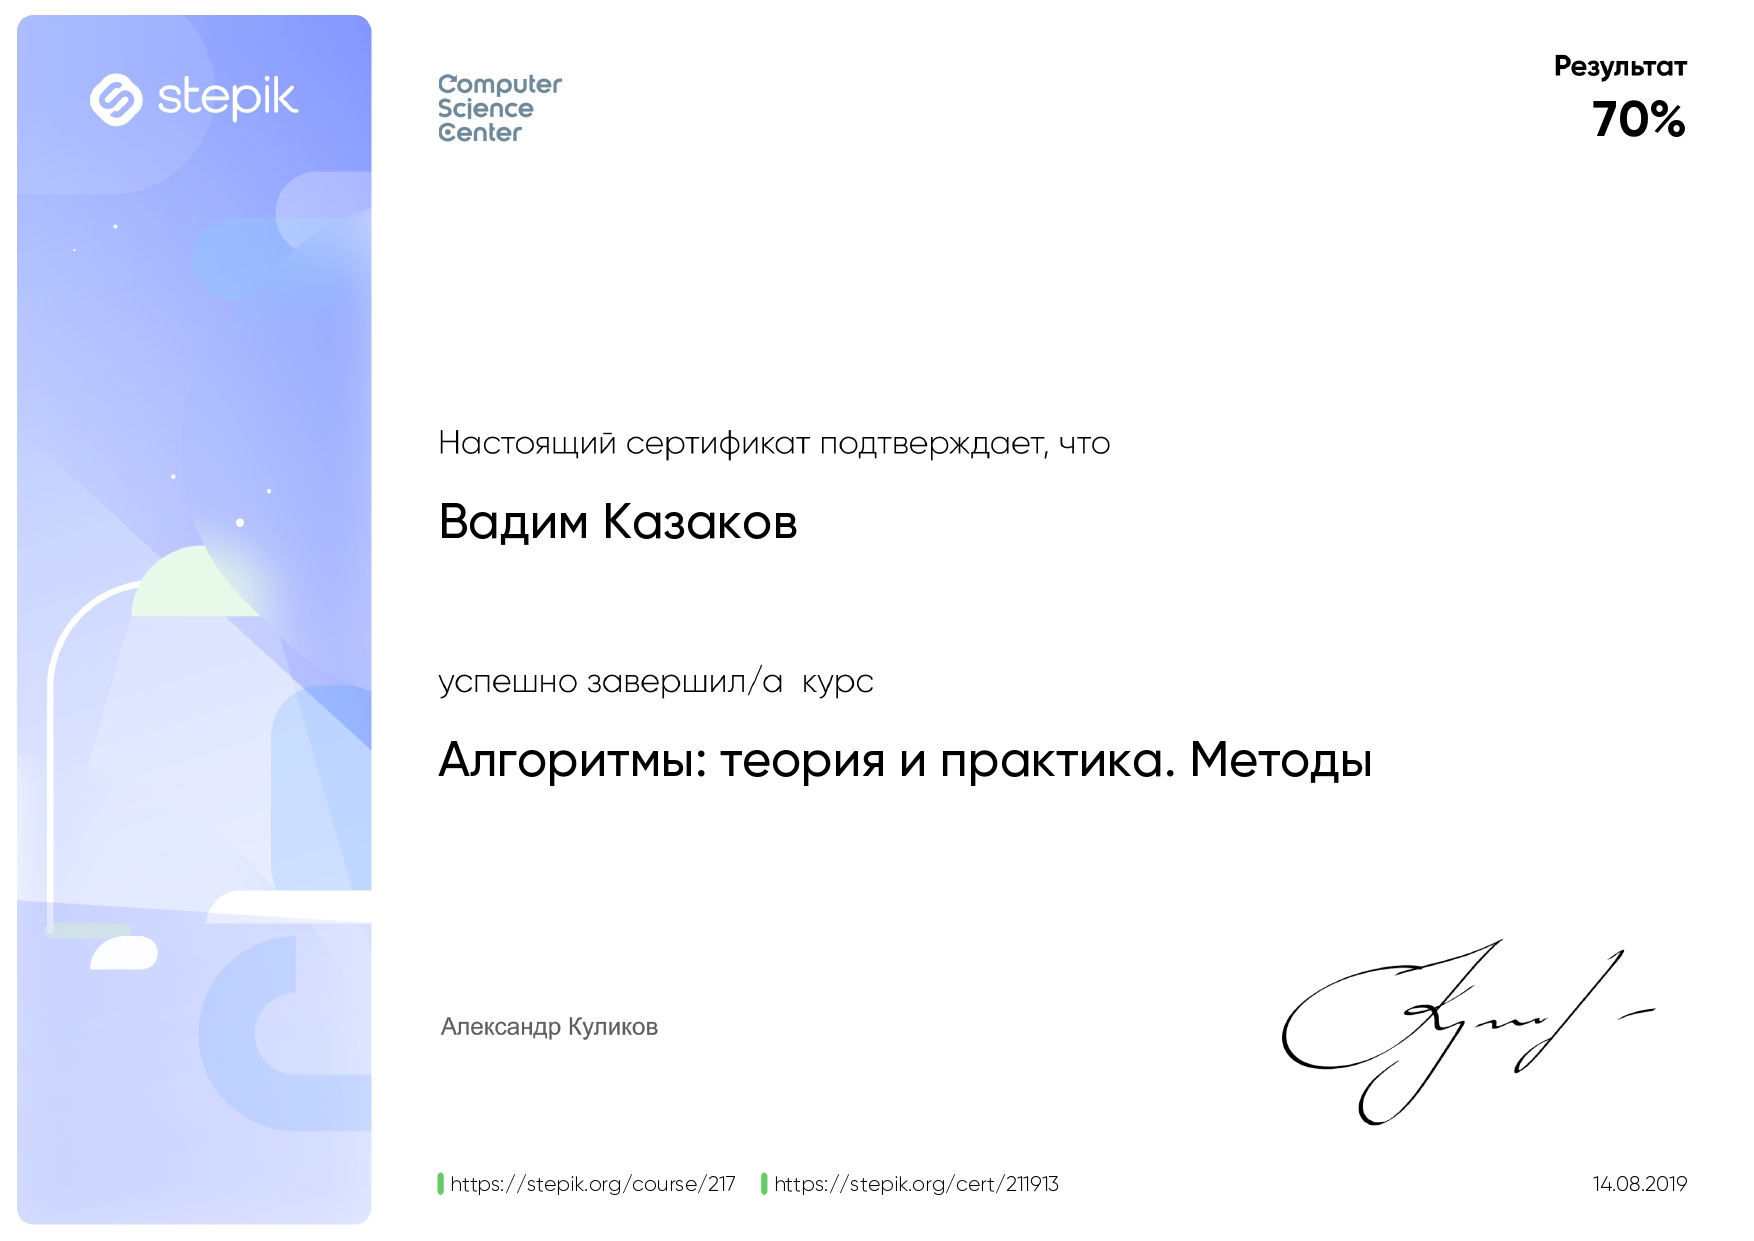 stepik
Computer
Science
Center
Результат
70%
Настоящий сертификат подтверждает, что
Вадим Казаков
успешно завершил/а курс
Алгоритмы: теория и практика. Методы
Александр Куликов
https://stepik.org/course/217 https://stepik.org/cert/211913 14.08.2019